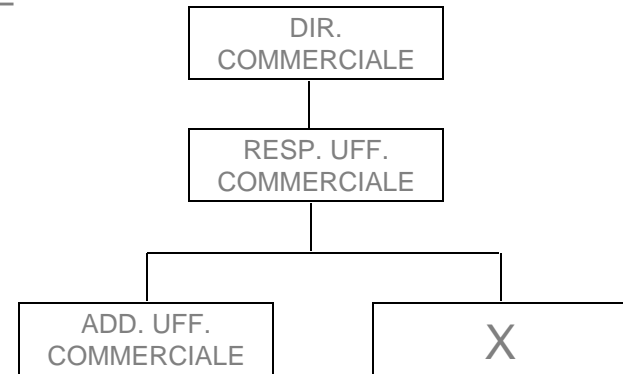 DIR.
COMMERCIALE
RESP. UFF.
COMMERCIALE
ADD. UFF.
COMMERCIALE
X